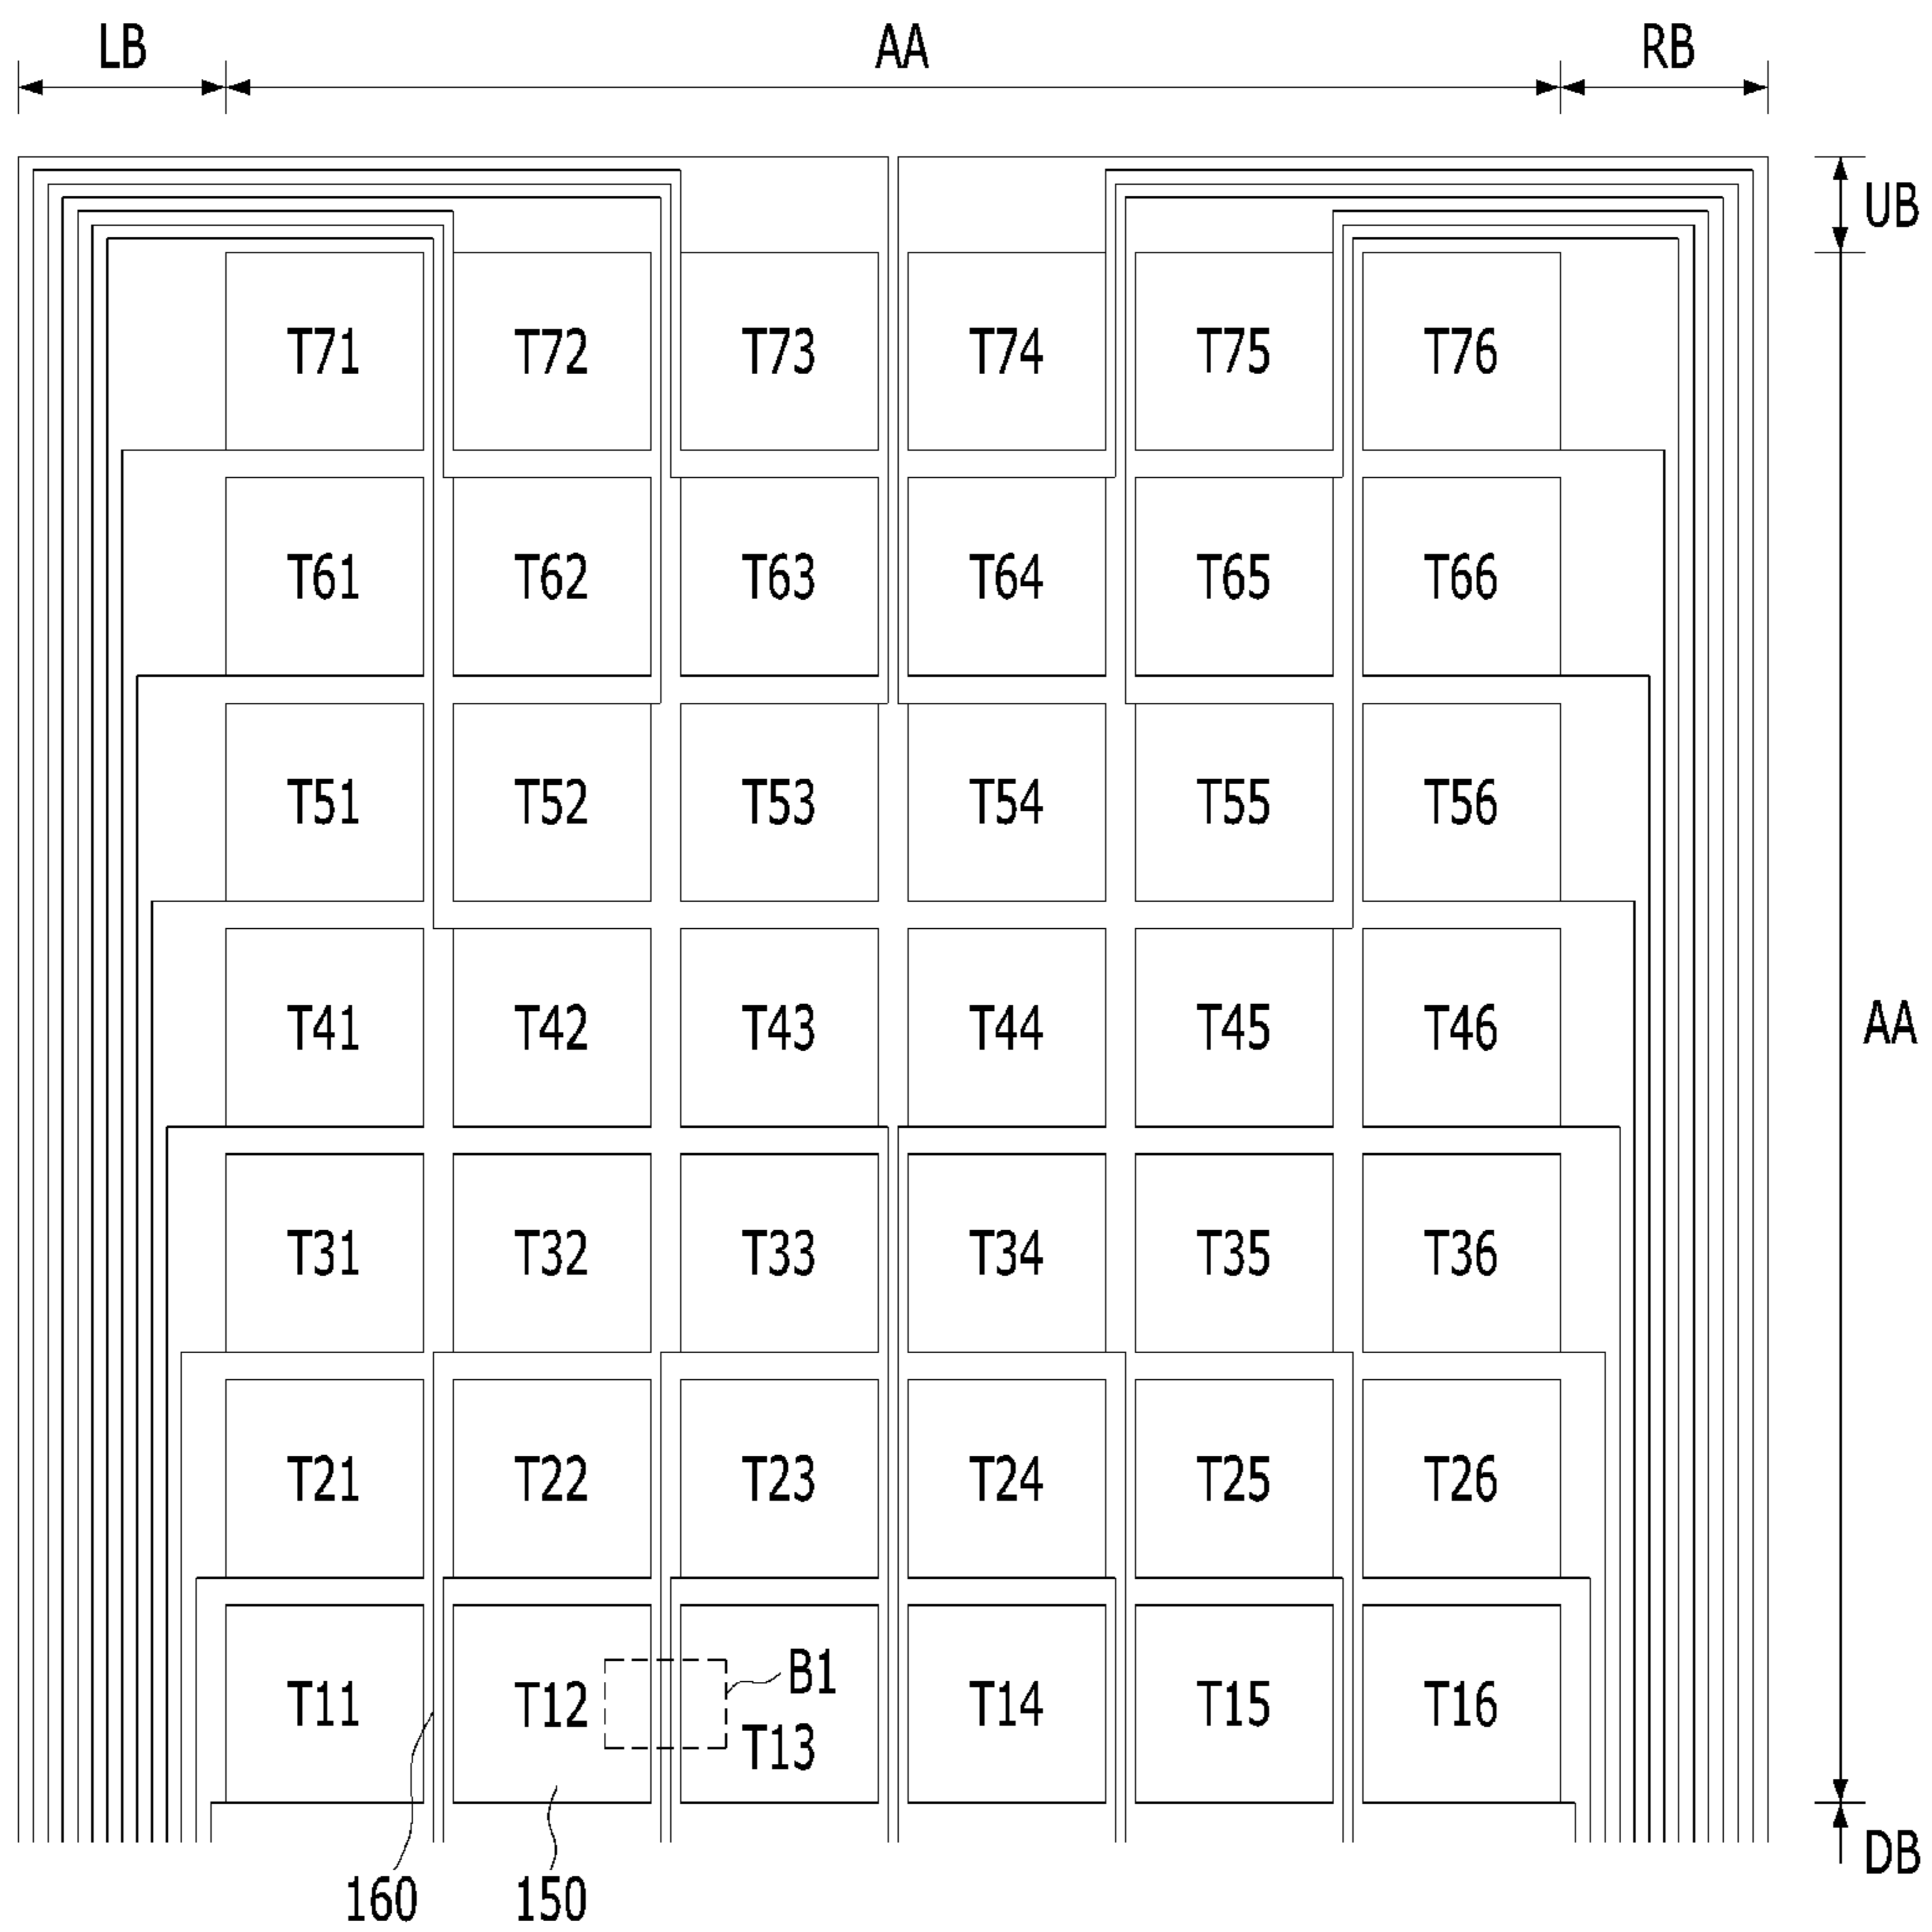 LB AA RB
UB
T71 T72 T73 T74 T75 T76
T61 T62 T63 T64 T65 T66
T51 T52 T53 T54 T55 T56
T41 T42 T43 T44 T45 T46
AA
T31 T32 T33 T34 T35 T36
T21 T22 T23 T24 T25 T26
B1
T11 T12 T13 T14 T15 T16
DB
160 150